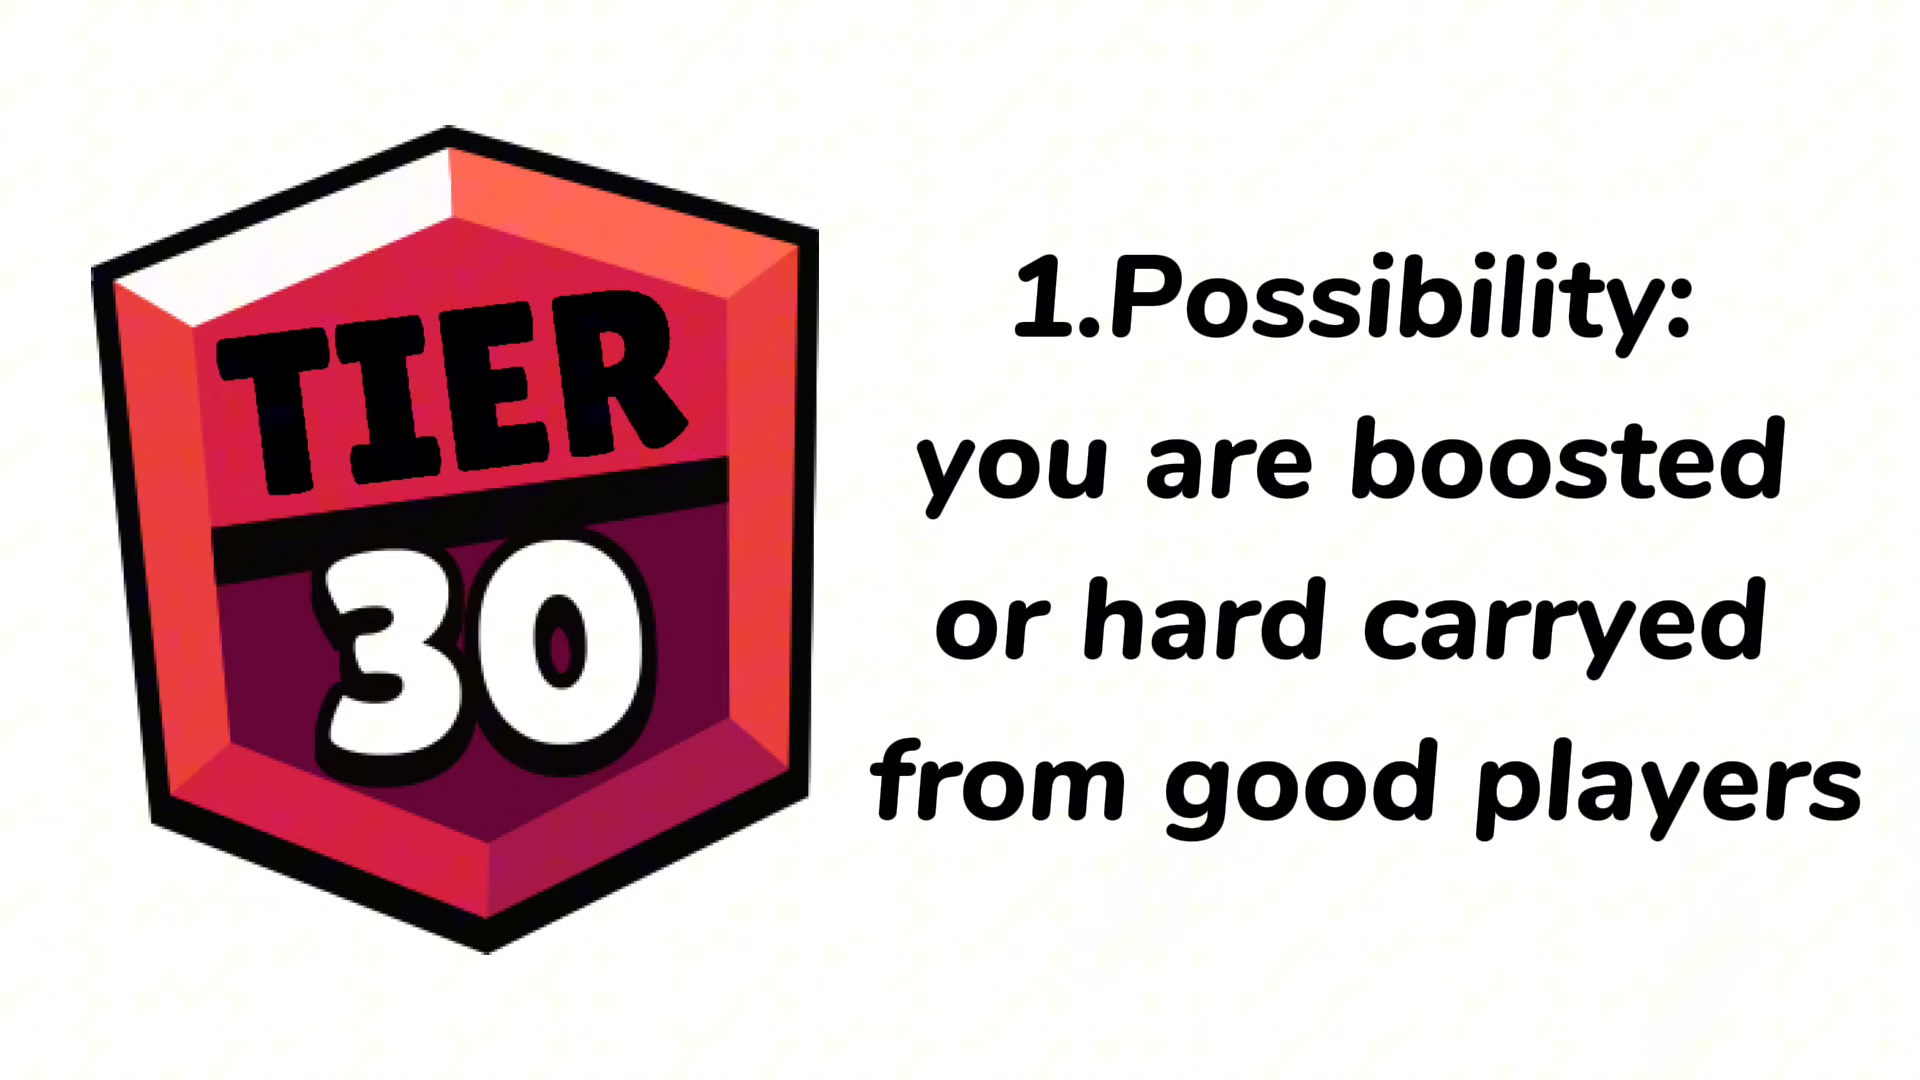 TIER
30
1.Possibility:
you are boosted
or hard carryed
from good players